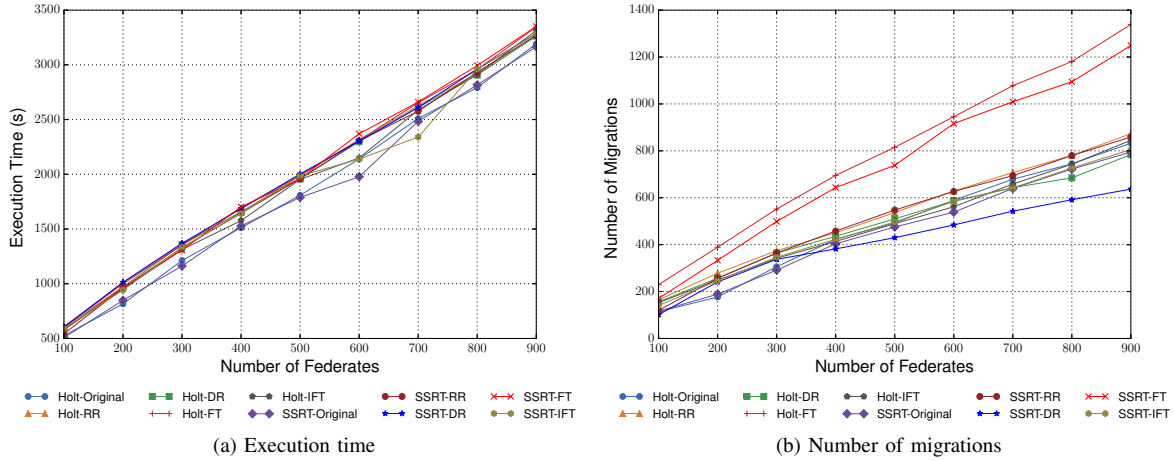 3500
3000
2500
2000
1500
1000
500
Execution Time (s)
100 200 300 400 500 600 700 800 900
Number of Federates
Holt-Original Holt-DR Holt-IFT SSRT-RR SSRT-FT
Holt-RR Holt-FT SSRT-Original SSRT-DR SSRT-IFT
(a) Execution time
1400
1200
1000
800
600
400
200
0
Number of Migrations
100 200 300 400 500 600 700 800 900
Number of Federates
Holt-Original Holt-DR Holt-IFT SSRT-RR SSRT-FT
Holt-RR Holt-FT SSRT-Original SSRT-DR SSRT-IFT
(b) Number of migrations